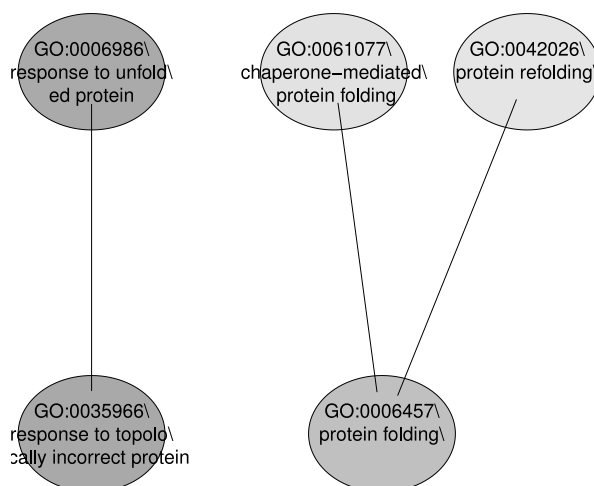 GO:0006986\
response to unfold\
ed protein
GO:0061077\
chaperone−mediated\
protein folding
GO:0042026\
protein refolding\
GO:0035966\
response to topolo\
cally incorrect protein
GO:0006457\
protein folding\